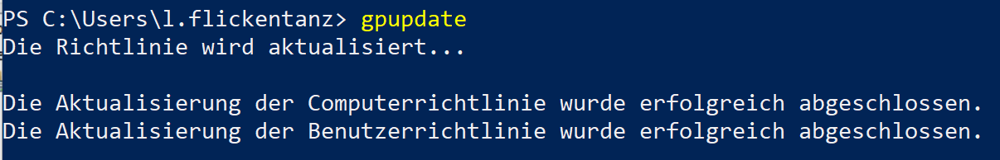 PS C:\Users\l.flickentanz> gpupdate
Die Richtlinie wird aktualisiert...
Die Aktualisierung der Computerrichtlinie wurde erfolgreich abgeschlossen.
Die Aktualisierung der Benutzerrichtlinie wurde erfolgreich abgeschlossen.